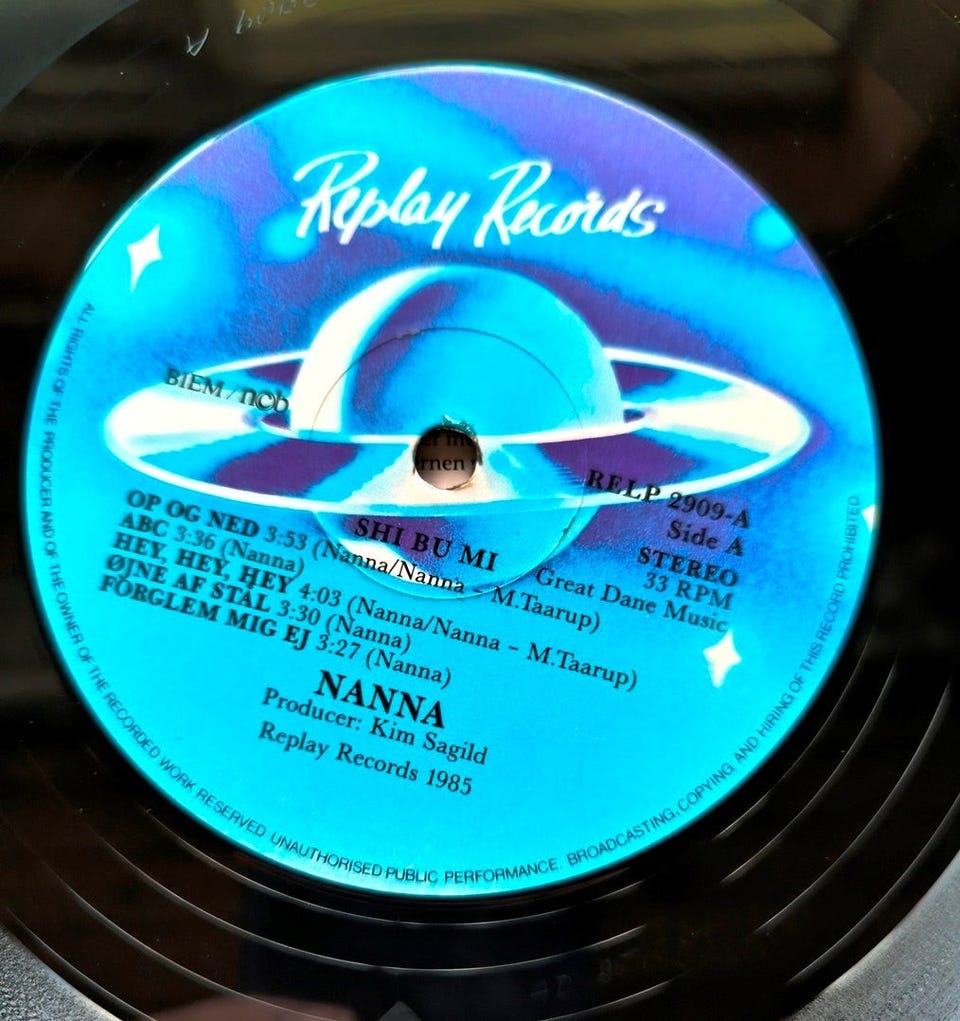 Replay Records
BIEM / n©b
RELP 2909-A
Side A
STEREO
33 RPM
Great Dane Music
SHI BU MI
OP OG NED 3:53 (Nanna/Nanna – M.Taarup)
ABC 3:36 (Nanna)
HEY, HEY, HEY 4:03 (Nanna/Nanna – M.Taarup)
ØJNE AF STÅL 3:30 (Nanna)
FORGLEM MIG EJ 3:27 (Nanna)
NANNA
Producer: Kim Sagild
Replay Records 1985
ALL RIGHTS OF THE PRODUCER AND OF THE OWNER OF THE RECORDED WORK RESERVED UNAUTHORISED PUBLIC PERFORMANCE, BROADCASTING, COPYING AND HIRING OF THIS RECORD PROHIBITED